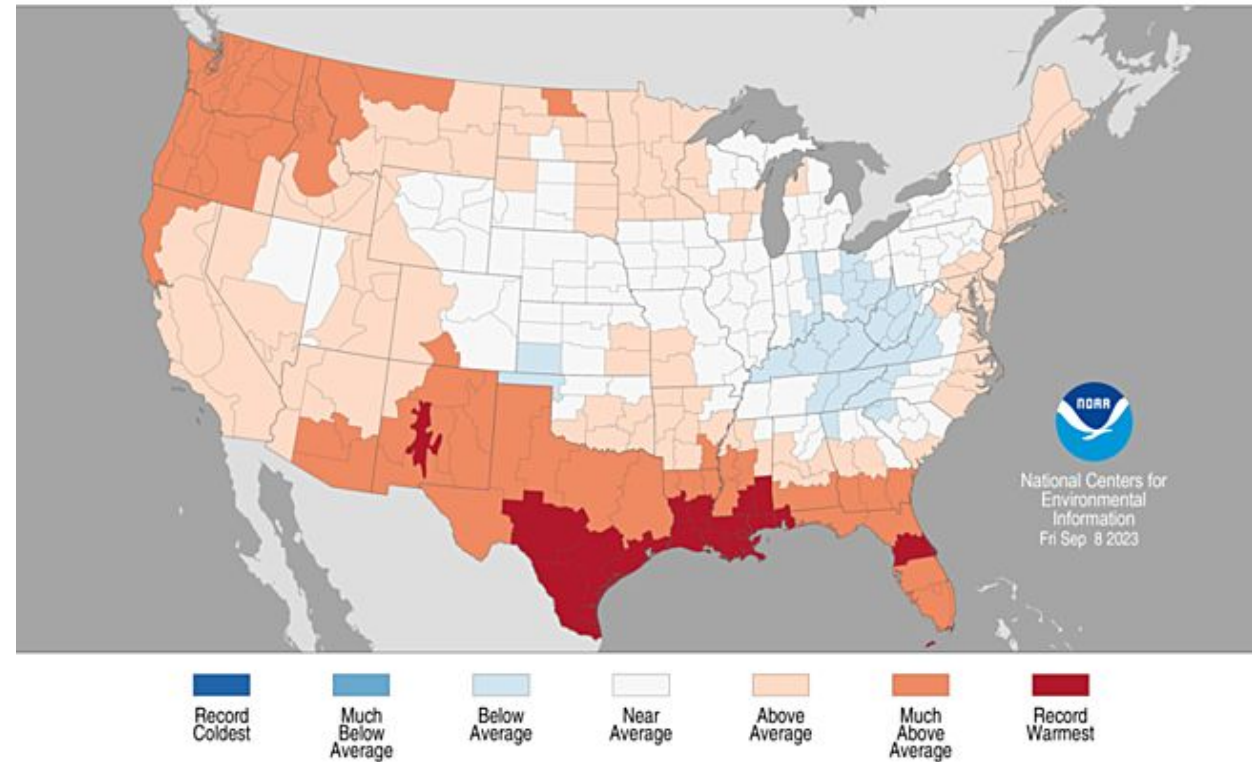 NOAA
National Centers for
Environmental
Information
Fri Sep 8 2023
Record
Coldest
Much
Below
Average
Below
Average
Near
Average
Above
Average
Much
Above
Average
Record
Warmest